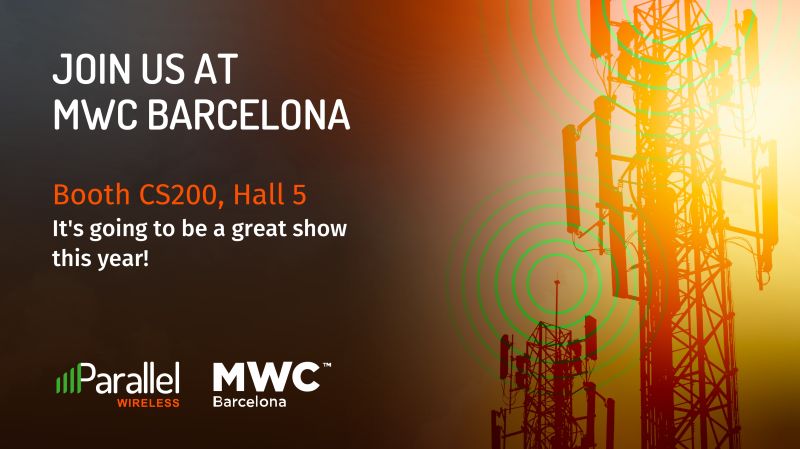 JOIN US AT
MWC BARCELONA
Booth CS200, Hall 5
It's going to be a great show
this year!
Parallel
WIRELESS
MWC™
Barcelona